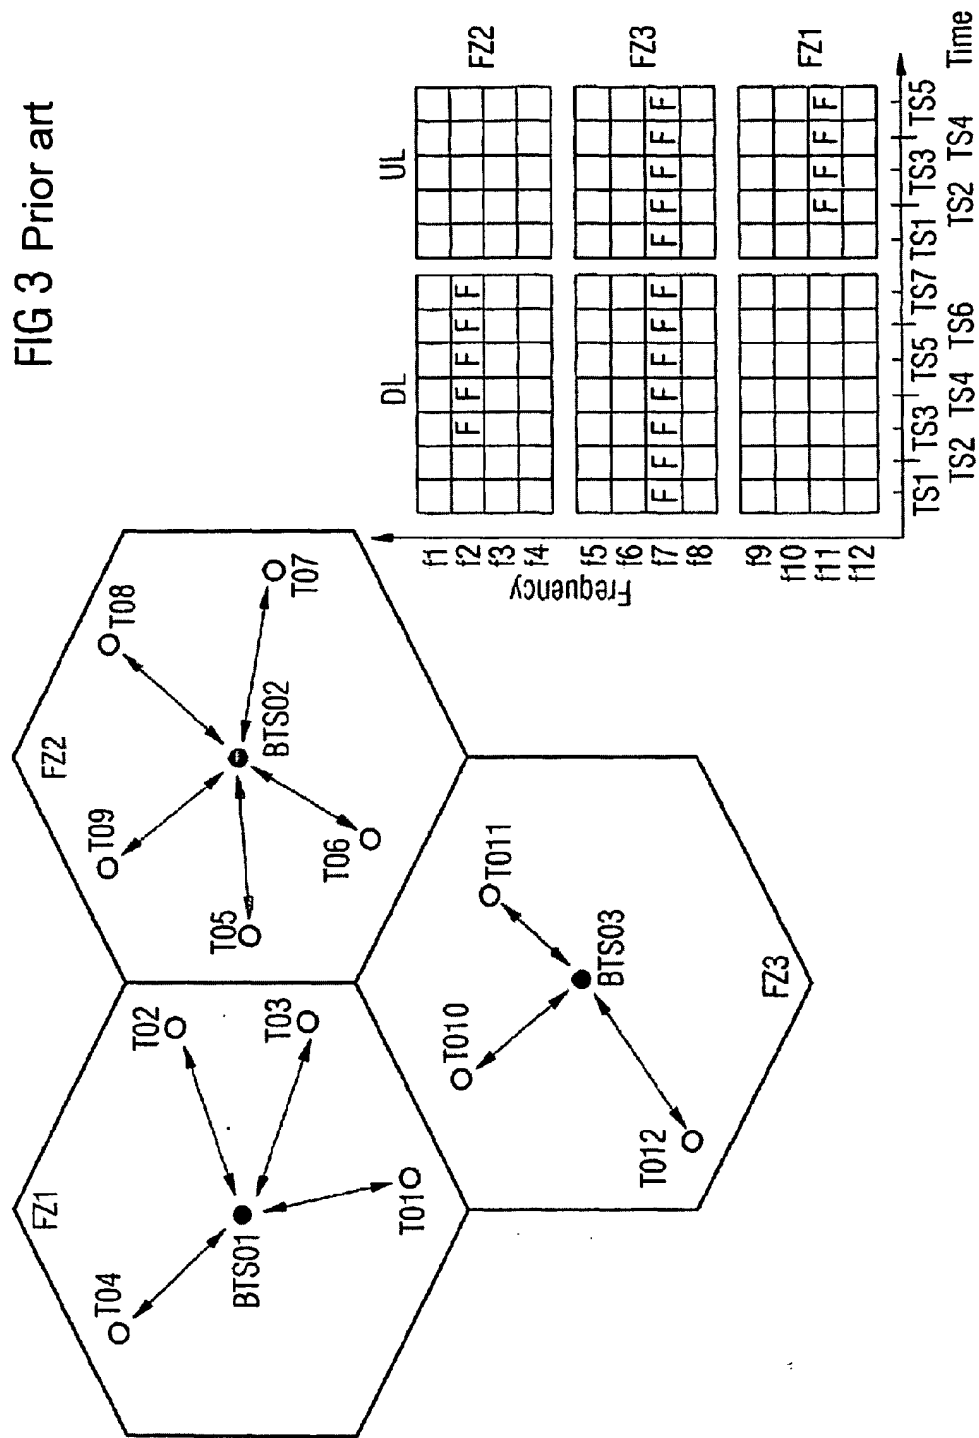 FIG 3 Prior art
FZ1
T04
T02
T03
BTS01
T01
FZ2
T09
T08
T05
BTS02
T07
T06
T010
T011
BTS03
T012
FZ3
Frequency
DL
UL
f1
f2 F F F F F
f3
f4
FZ2
f5
f6
f7 F F F F F F F F F F F F
f8
FZ3
f9
f10
f11 F F F F
f12
FZ1
TS1 TS2 TS3 TS4 TS5 TS6 TS7 TS1 TS2 TS3 TS4 TS5
Time